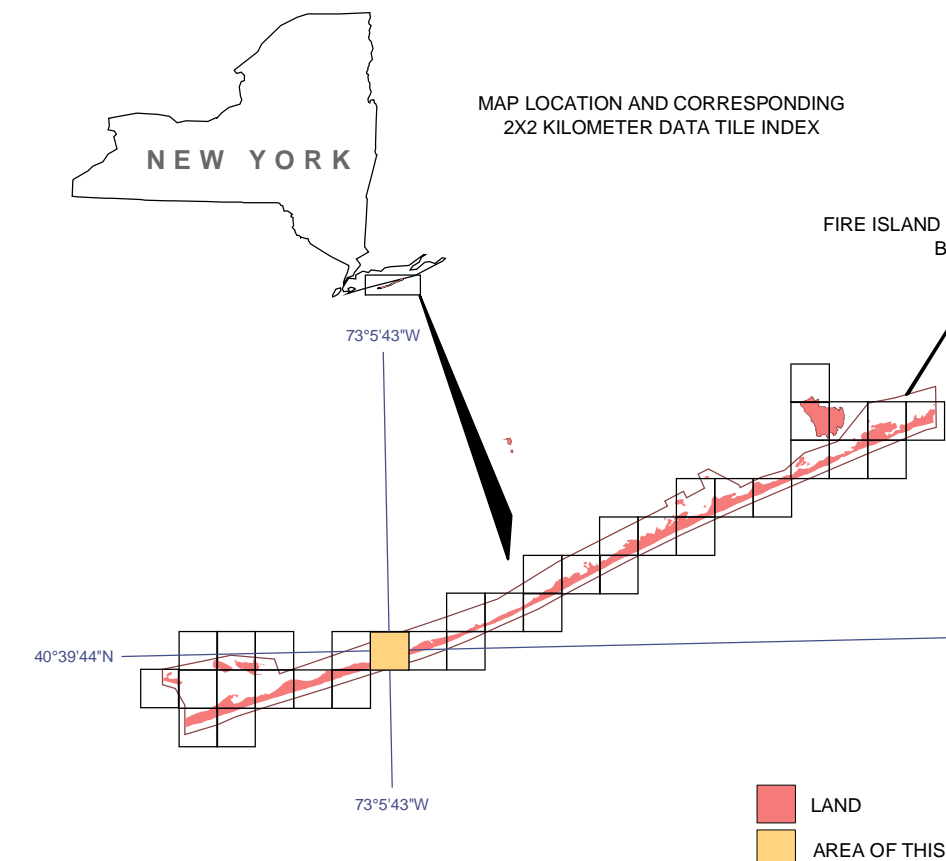 MAP LOCATION AND CORRESPONDING
2X2 KILOMETER DATA TILE INDEX
NEW YORK
FIRE ISLAND
B
73°5'43"W
40°39'44"N
73°5'43"W
LAND
AREA OF THIS